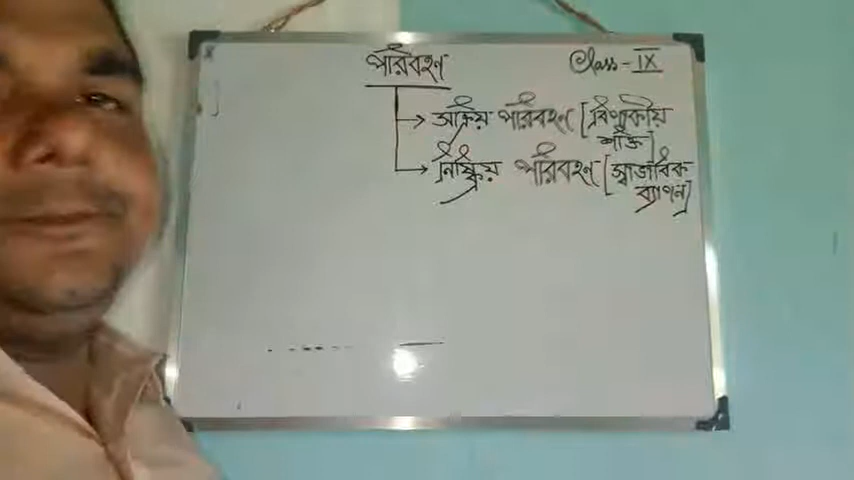 পরিবহণ
Class - IX
সক্রিয় পরিবহণ [বিপাকীয়
শক্তি]
নিষ্ক্রিয় পরিবহণ [স্বাভাবিক
ব্যাপন]